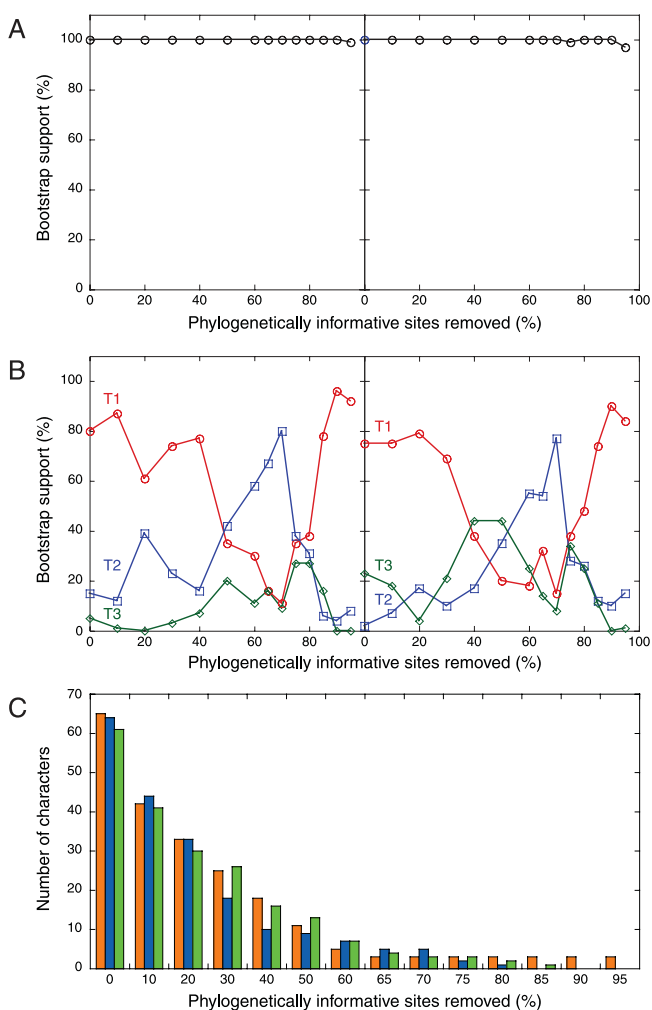 A
100
80
60
40
20
0
Bootstrap support (%)
0 20 40 60 80 0 20 40 60 80 100
Phylogenetically informative sites removed (%)
B
100
80
60
40
20
0
Bootstrap support (%)
T1
T2
T3
T1
T3
T2
0 20 40 60 80 0 20 40 60 80 100
Phylogenetically informative sites removed (%)
C
70
60
50
40
30
20
10
0
Number of characters
0 10 20 30 40 50 60 65 70 75 80 85 90 95
Phylogenetically informative sites removed (%)